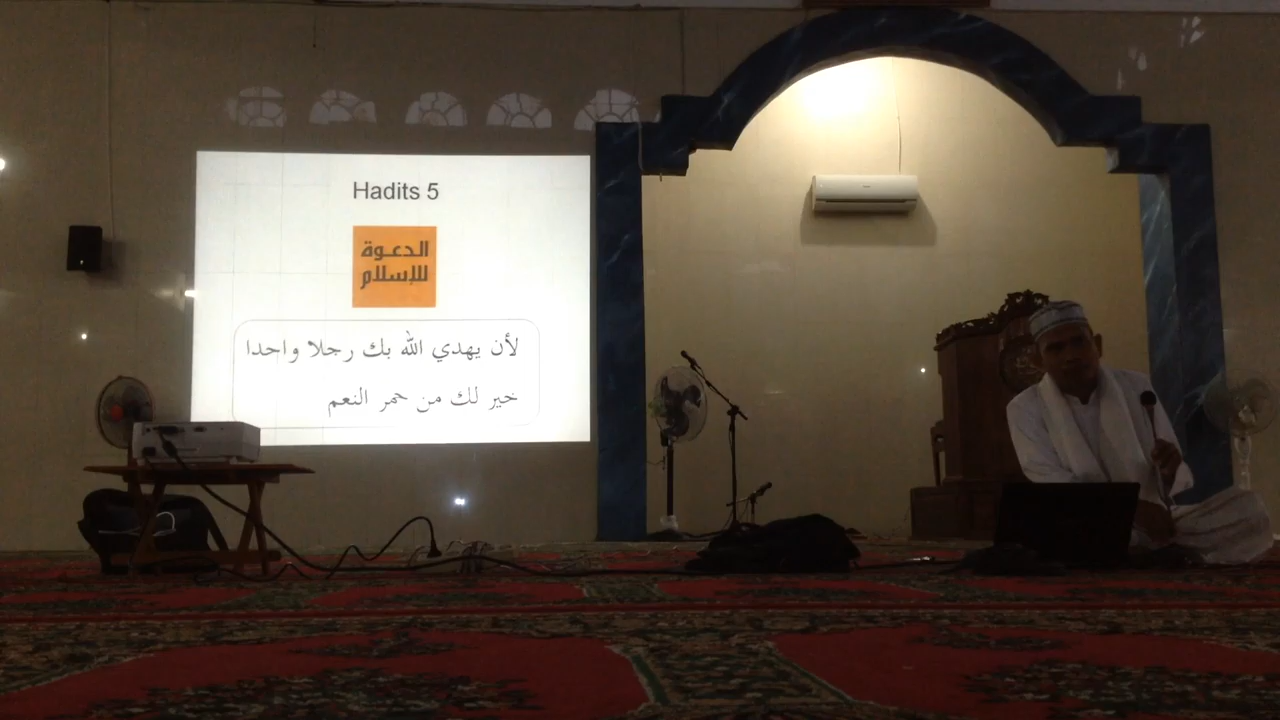 Hadits 5
الدعوة
للإسلام
لأن يهدي الله بك رجلا واحدا
خير لك من حمر النعم